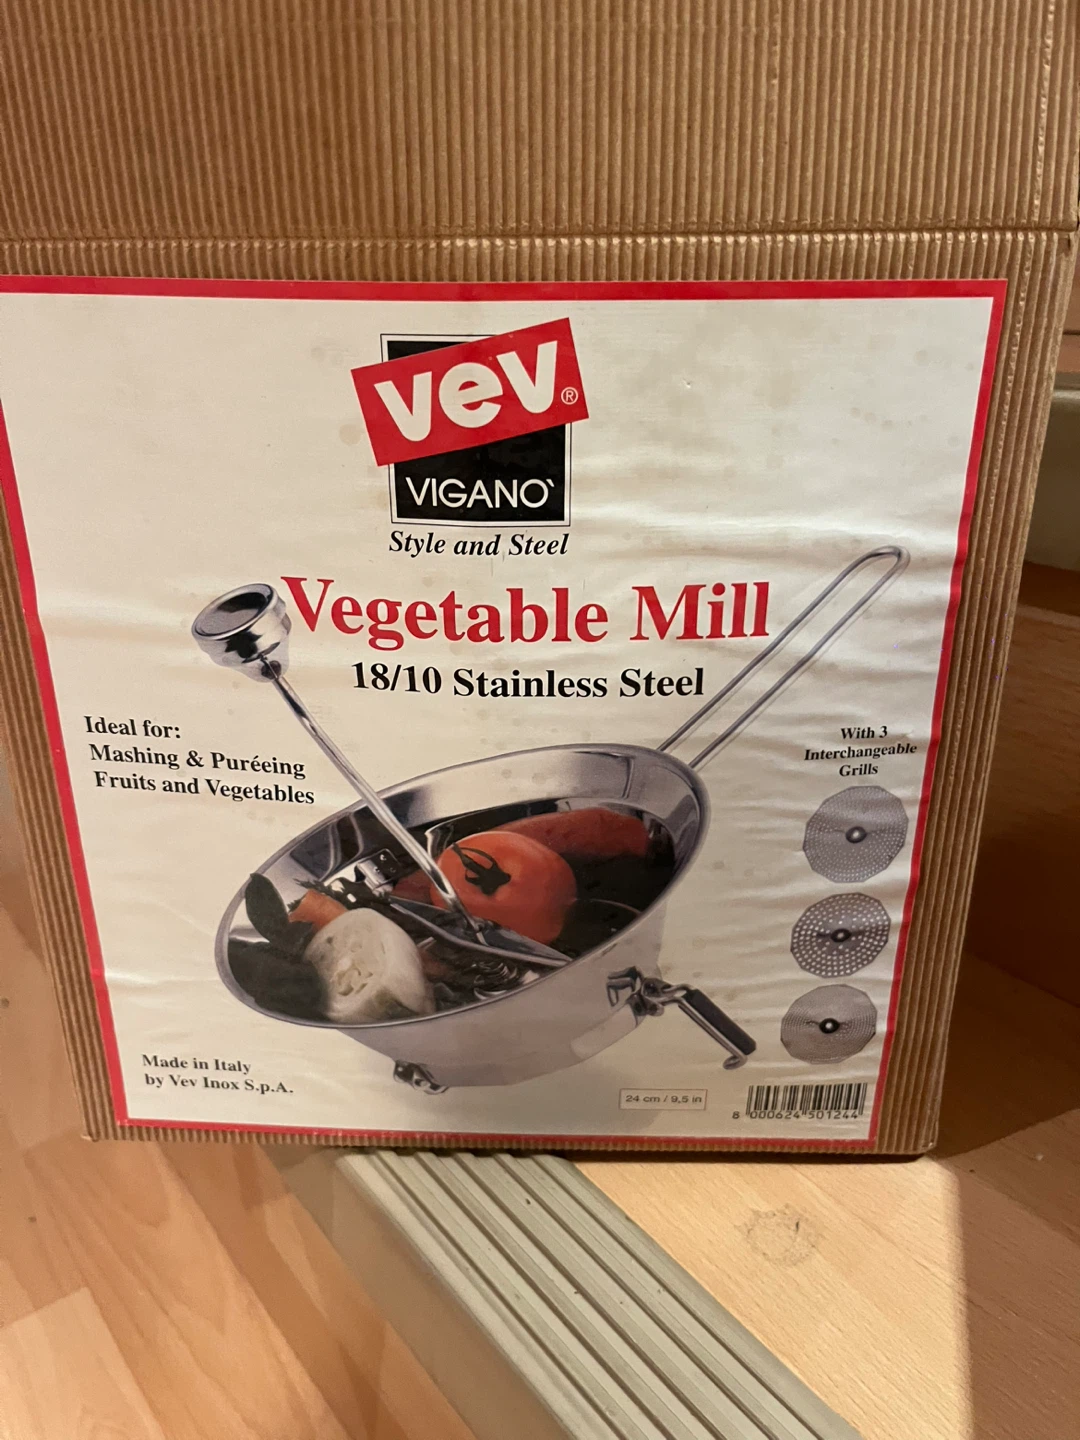 vev®
VIGANO`
Style and Steel
Vegetable Mill
18/10 Stainless Steel
Ideal for:
Mashing & Puréeing
Fruits and Vegetables
With 3
Interchangeable
Grills
Made in Italy
by Vev Inox S.p.A.
24 cm / 9,5 in
8 000624 501244